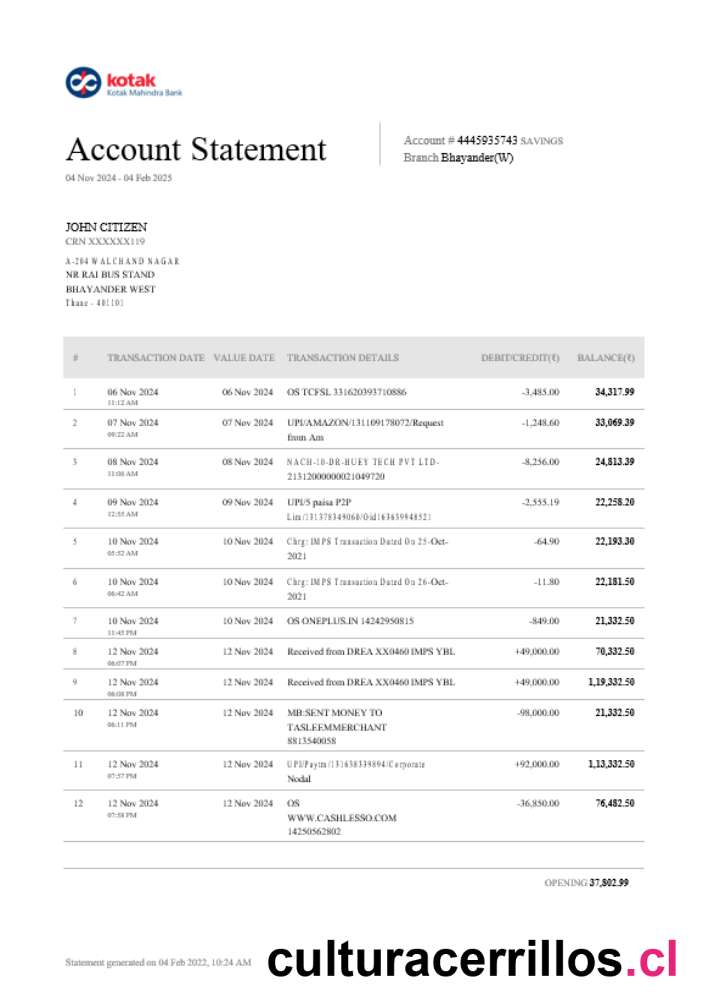 kotak
Kotak Mahindra Bank
Account Statement
04 Nov 2024 - 04 Feb 2025
Account # 4445935743 SAVINGS
Branch Bhayander(W)
JOHN CITIZEN
CRN XXXXXX119
A-204 WALCHAND NAGAR
NR RAI BUS STAND
BHAYANDER WEST
Thane - 401101
# TRANSACTION DATE VALUE DATE TRANSACTION DETAILS DEBIT/CREDIT(₹) BALANCE(₹)
1 06 Nov 2024 06 Nov 2024 OS TCFSL 331620393710886 -3,485.00 34,317.99
11:12 AM
2 07 Nov 2024 07 Nov 2024 UPI/AMAZON/131109178072/Request -1,248.60 33,069.39
09:22 AM from Am
3 08 Nov 2024 08 Nov 2024 NACH-10-DR-HUEY TECH PVT LTD- -8,256.00 24,813.39
11:06 AM 21312000000021049720
4 09 Nov 2024 09 Nov 2024 UPI/5 paisa P2P -2,555.19 22,258.20
12:55 AM Lim/131378349060/Oid163639948521
5 10 Nov 2024 10 Nov 2024 Chrg: IMPS Transaction Dated On 25-Oct- -64.90 22,193.30
05:52 AM 2021
6 10 Nov 2024 10 Nov 2024 Chrg: IMPS Transaction Dated On 26-Oct- -11.80 22,181.50
06:42 AM 2021
7 10 Nov 2024 10 Nov 2024 OS ONEPLUS.IN 14242950815 -849.00 21,332.50
11:45 PM
8 12 Nov 2024 12 Nov 2024 Received from DREA XX0460 IMPS YBL +49,000.00 70,332.50
06:07 PM
9 12 Nov 2024 12 Nov 2024 Received from DREA XX0460 IMPS YBL +49,000.00 1,19,332.50
06:08 PM
10 12 Nov 2024 12 Nov 2024 MB:SENT MONEY TO -98,000.00 21,332.50
06:11 PM TASLEEMMERCHANT
8813540058
11 12 Nov 2024 12 Nov 2024 UPI/Paytm/131638339894/Corporate +92,000.00 1,13,332.50
07:57 PM Nodal
12 12 Nov 2024 12 Nov 2024 OS -36,850.00 76,482.50
07:58 PM WWW.CASHLESSO.COM
14250562802
OPENING 37,802.99
Statement generated on 04 Feb 2022, 10:24 AM
culturacerrillos.cl